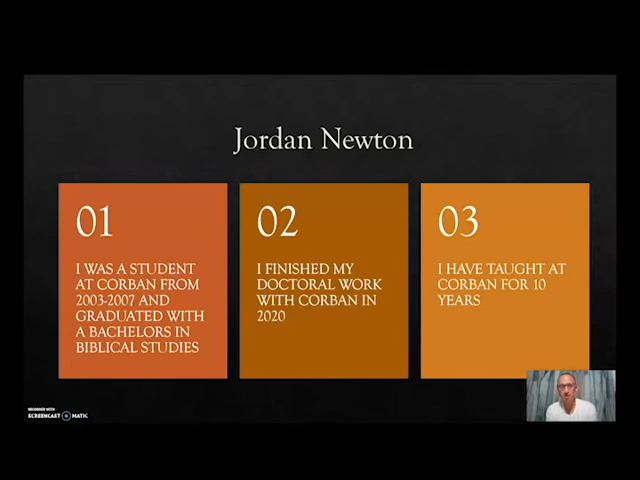 Jordan Newton
01
I WAS A STUDENT
AT CORBAN FROM
2003-2007 AND
GRADUATED WITH
A BACHELORS IN
BIBLICAL STUDIES
02
I FINISHED MY
DOCTORAL WORK
WITH CORBAN IN
2020
03
I HAVE TAUGHT AT
CORBAN FOR 10
YEARS
RECORDED WITH
SCREENCAST MATIC